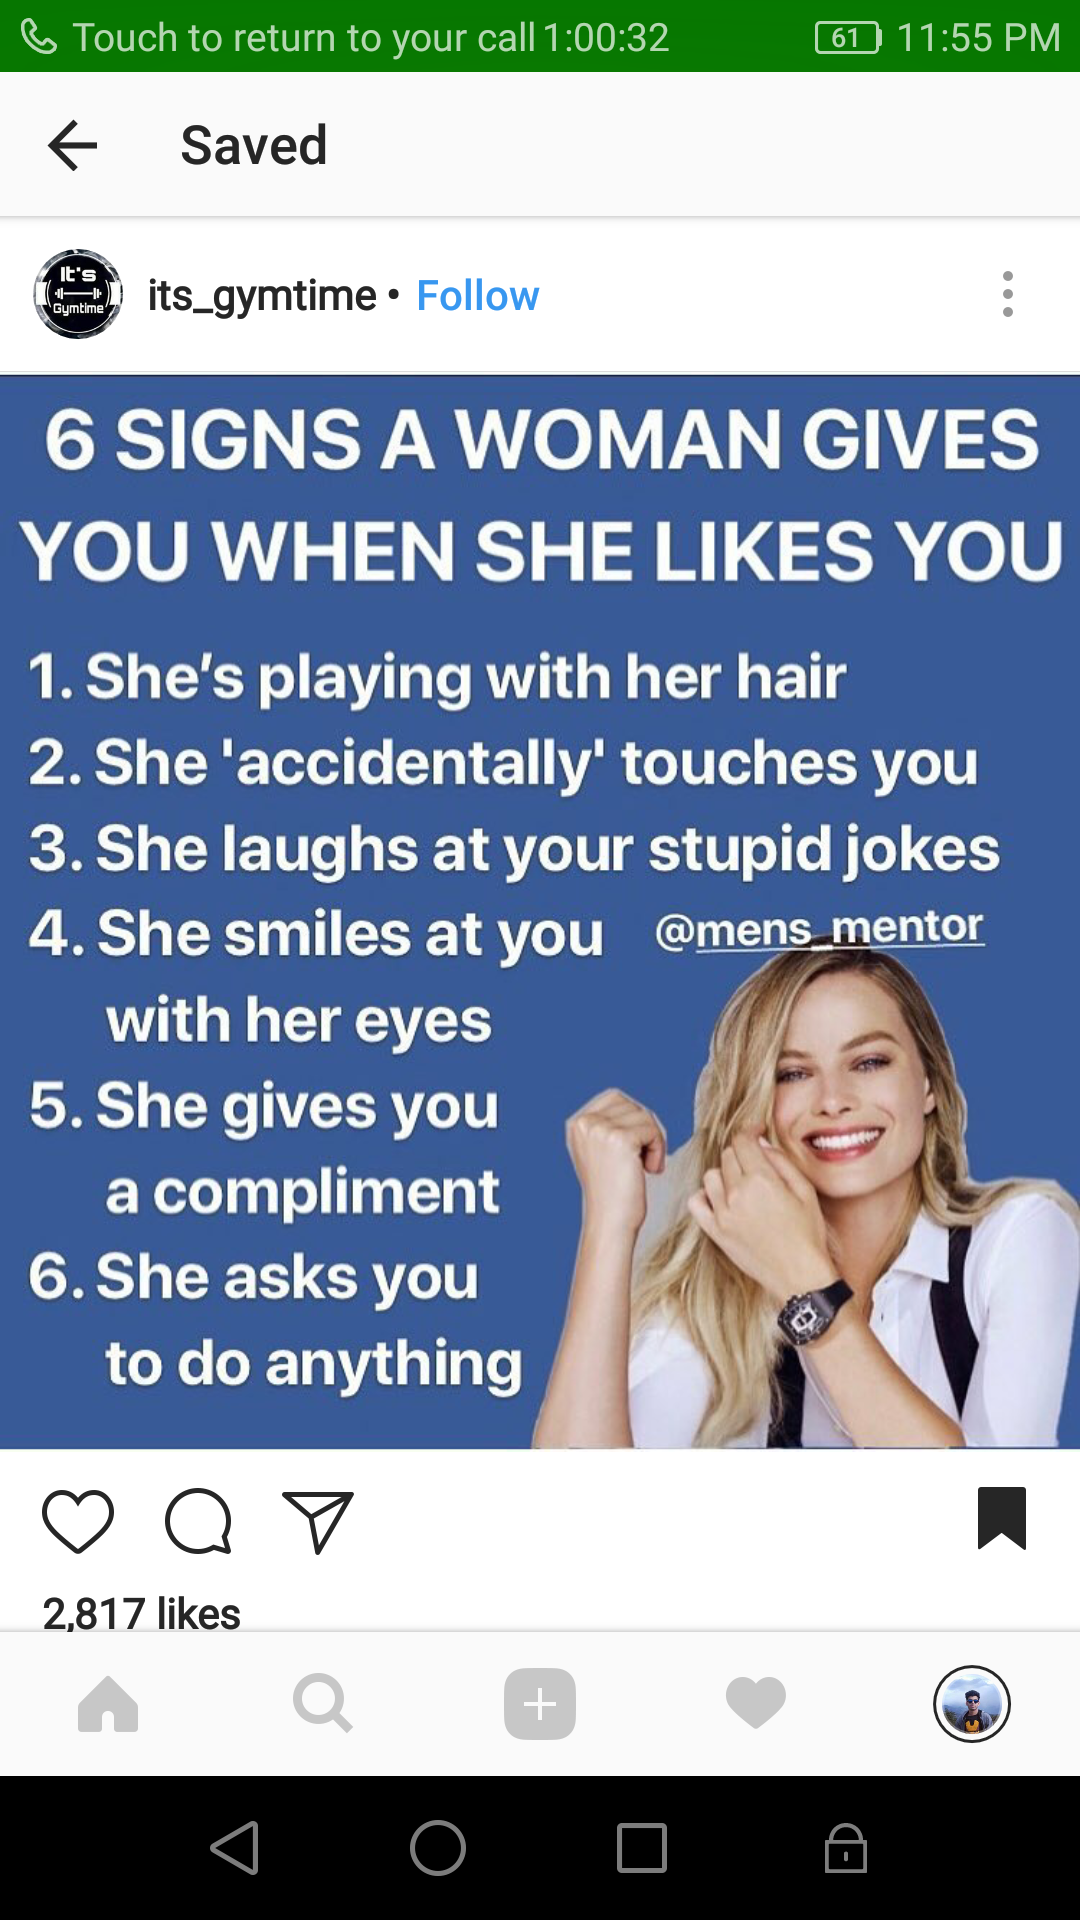 Touch to return to your call 1:00:32 61 11:55 PM
Saved
It's
Gymtime
its_gymtime • Follow
6 SIGNS A WOMAN GIVES
YOU WHEN SHE LIKES YOU
1. She's playing with her hair
2. She 'accidentally' touches you
3. She laughs at your stupid jokes
4. She smiles at you
with her eyes
@mens_mentor
5. She gives you
a compliment
6. She asks you
to do anything
2,817 likes